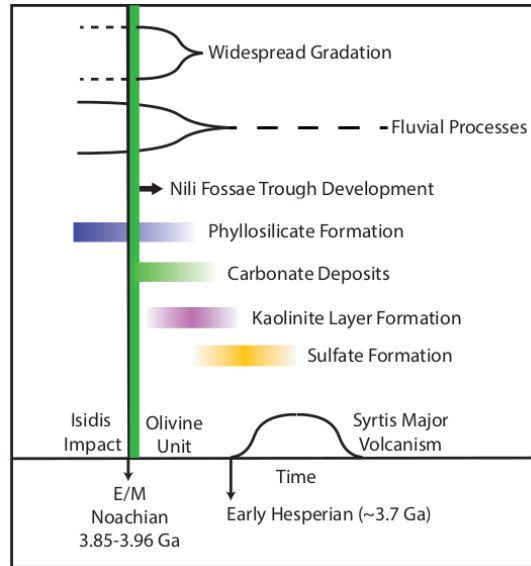 Widespread Gradation
Fluvial Processes
Nili Fossae Trough Development
Phyllosilicate Formation
Carbonate Deposits
Kaolinite Layer Formation
Sulfate Formation
Isidis
Impact
Olivine
Unit
Syrtis Major
Volcanism
Time
E/M
Noachian
3.85-3.96 Ga
Early Hesperian (~3.7 Ga)